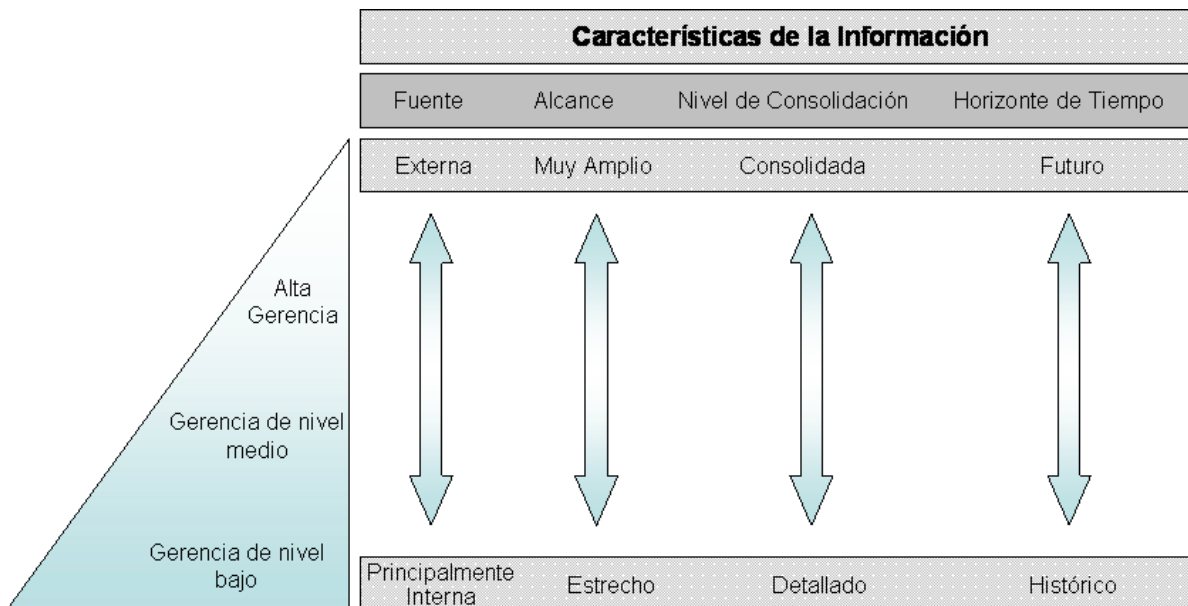 Características de la Información
Fuente Alcance Nivel de Consolidación Horizonte de Tiempo
Externa Muy Amplio Consolidada Futuro
Alta
Gerencia
Gerencia de nivel
medio
Gerencia de nivel
bajo
Principalmente
Interna
Estrecho Detallado Histórico